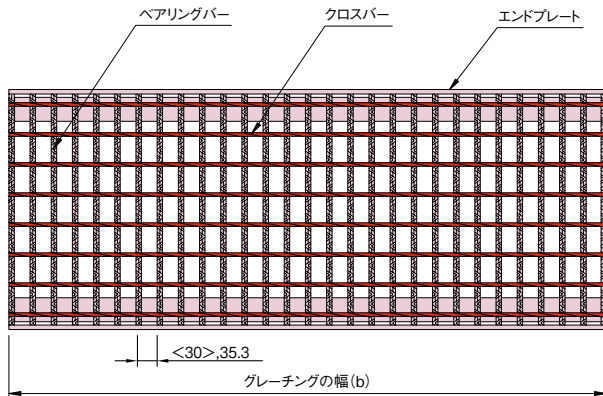 ベアリングバー
クロスバー
エンドプレート
<30>,35.3
グレーチングの幅(b)